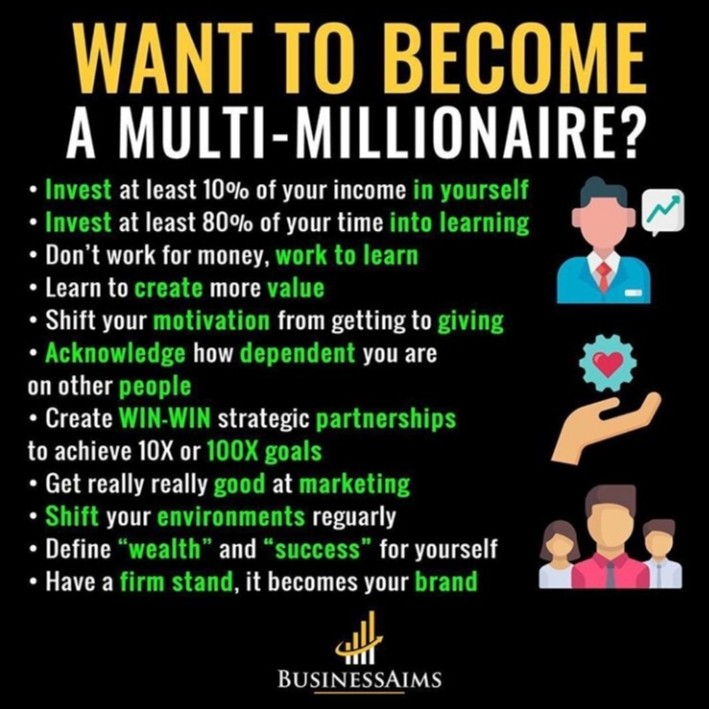 WANT TO BECOME
A MULTI-MILLIONAIRE?
• Invest at least 10% of your income in yourself
• Invest at least 80% of your time into learning
• Don't work for money, work to learn
• Learn to create more value
• Shift your motivation from getting to giving
• Acknowledge how dependent you are
on other people
• Create WIN-WIN strategic partnerships
to achieve 10X or 100X goals
• Get really really good at marketing
• Shift your environments reguarly
• Define “wealth” and “success” for yourself
• Have a firm stand, it becomes your brand
BUSINESSAIMS